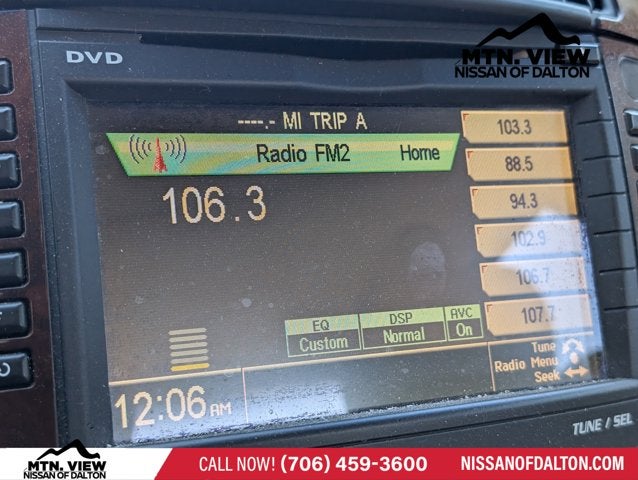 DVD
MTN. VIEW
NISSAN OF DALTON
----.- MI TRIP A
Radio FM2 Home
106.3
103.3
88.5
94.3
102.9
106.7
107.7
EQ
Custom
DSP
Normal
AVC
On
Tune
Radio Menu
Seek
12:06 AM
TUNE / SEL
MTN. VIEW
NISSAN OF DALTON
CALL NOW! (706) 459-3600
NISSANOFDALTON.COM